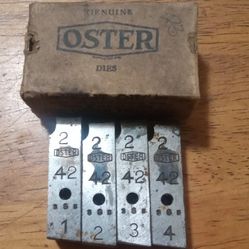 GENUINE
OSTER
DIES
2 2 2 2
OSTER OSTER OSTER OSTER
42 42 42 42
1 2 3 4